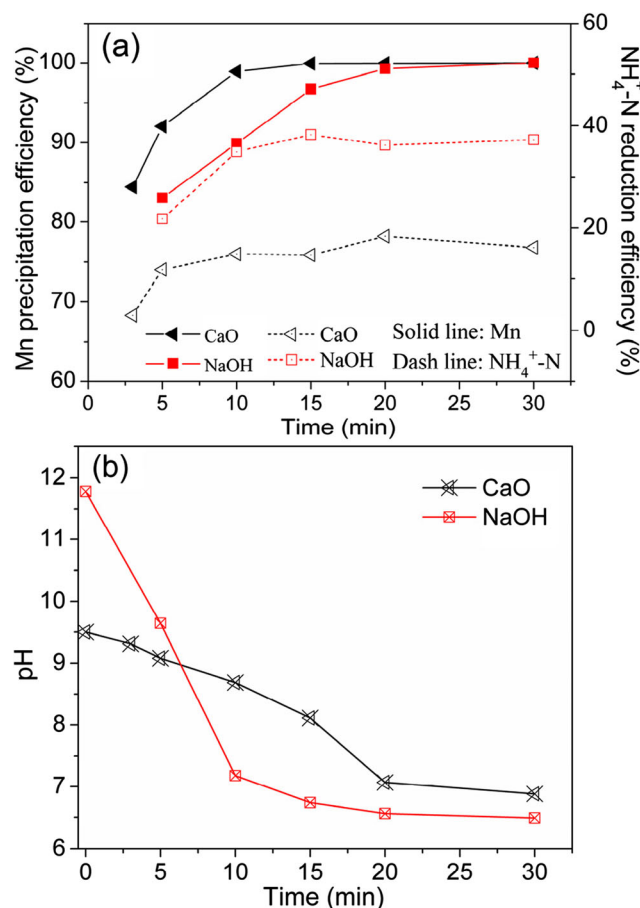 (a)
Mn precipitation efficiency (%)
100
90
80
70
60
NH₄⁺-N reduction efficiency (%)
60
40
20
0
CaO
CaO
Solid line: Mn
NaOH
NaOH
Dash line: NH₄⁺-N
0 5 10 15 20 25 30
Time (min)
(b)
pH
12
11
10
9
8
7
6
CaO
NaOH
0 5 10 15 20 25 30
Time (min)